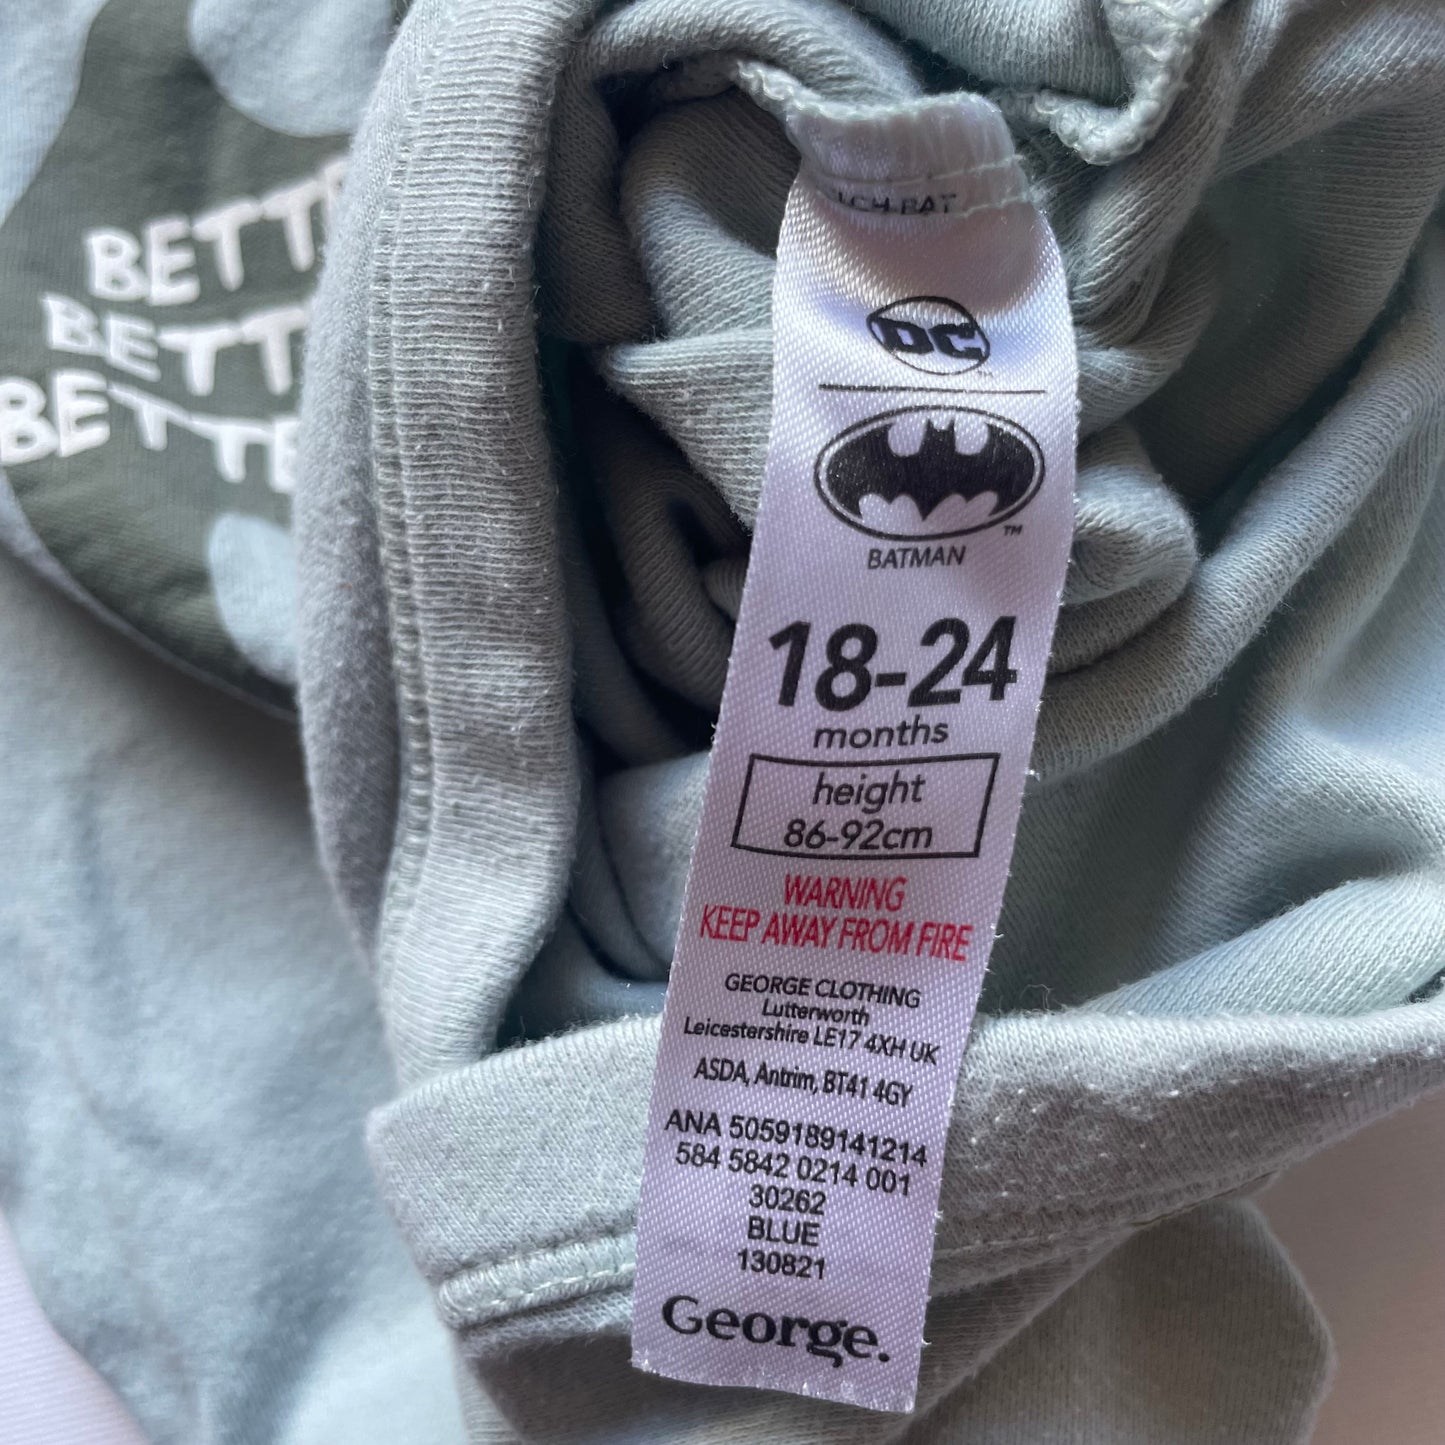 BETT
BETT
BETTE
DC
BATMAN
TM
18-24
months
height
86-92cm
WARNING
KEEP AWAY FROM FIRE
GEORGE CLOTHING
Lutterworth
Leicestershire LE17 4XH UK
ASDA, Antrim, BT41 4GY
ANA 5059189141214
584 5842 0214 001
30262
BLUE
130821
George.